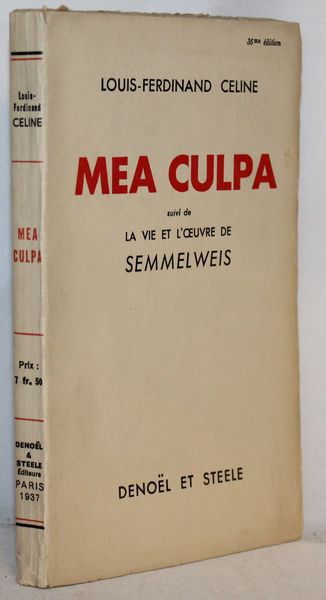 Louis-
Ferdinand
CELINE
MEA
CULPA
Prix :
7 fr. 50
DENOËL
&
STEELE
Éditeurs
PARIS
1937
36me édition
LOUIS-FERDINAND CELINE
MEA CULPA
suivi de
LA VIE ET L'ŒUVRE DE
SEMMELWEIS
DENOËL ET STEELE